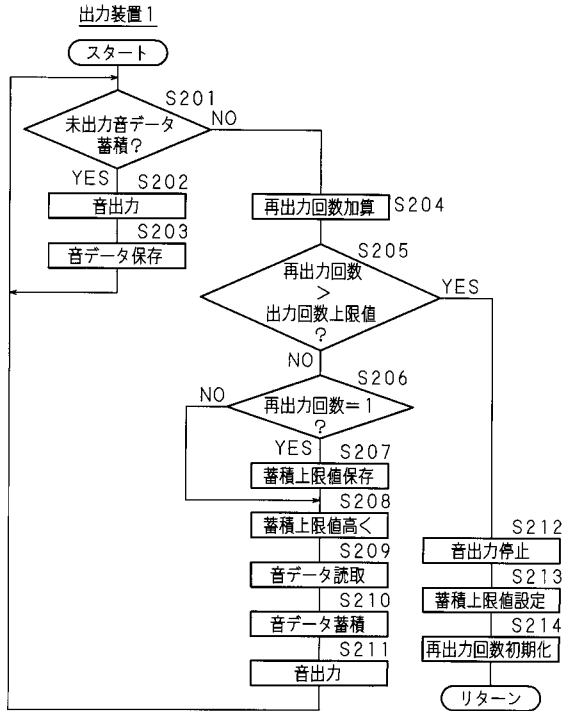 出力装置1
スタート
S201
未出力音データ
蓄積?
NO
YES
S202
音出力
S203
音データ保存
再出力回数加算
S204
S205
再出力回数
>
出力回数上限値
?
YES
NO
S206
再出力回数=1
?
NO
YES
S207
蓄積上限値保存
S208
蓄積上限値高く
S209
音データ読取
S210
音データ蓄積
S211
音出力
S212
音出力停止
S213
蓄積上限値設定
S214
再出力回数初期化
リターン